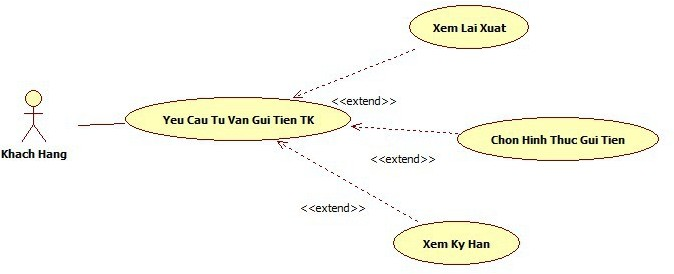 Xem Lai Xuat
<<extend>>
Yeu Cau Tu Van Gui Tien TK
Chon Hinh Thuc Gui Tien
Khach Hang
<<extend>>
<<extend>>
Xem Ky Han